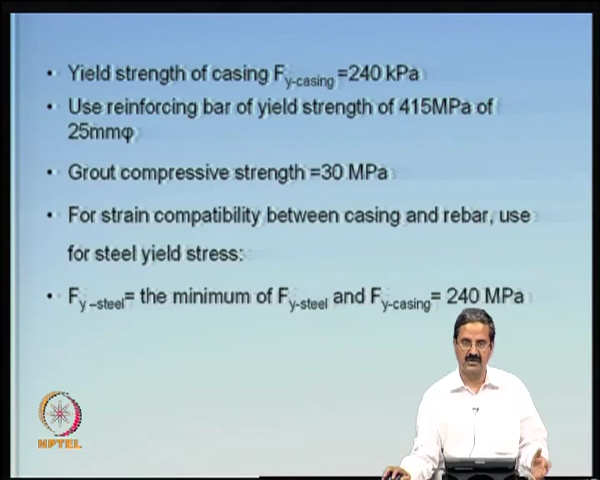 • Yield strength of casing Fy-casing =240 kPa
• Use reinforcing bar of yield strength of 415MPa of
25mmφ
• Grout compressive strength =30 MPa
• For strain compatibility between casing and rebar, use
for steel yield stress:
• Fy –steel= the minimum of Fy-steel and Fy-casing= 240 MPa
NPTEL